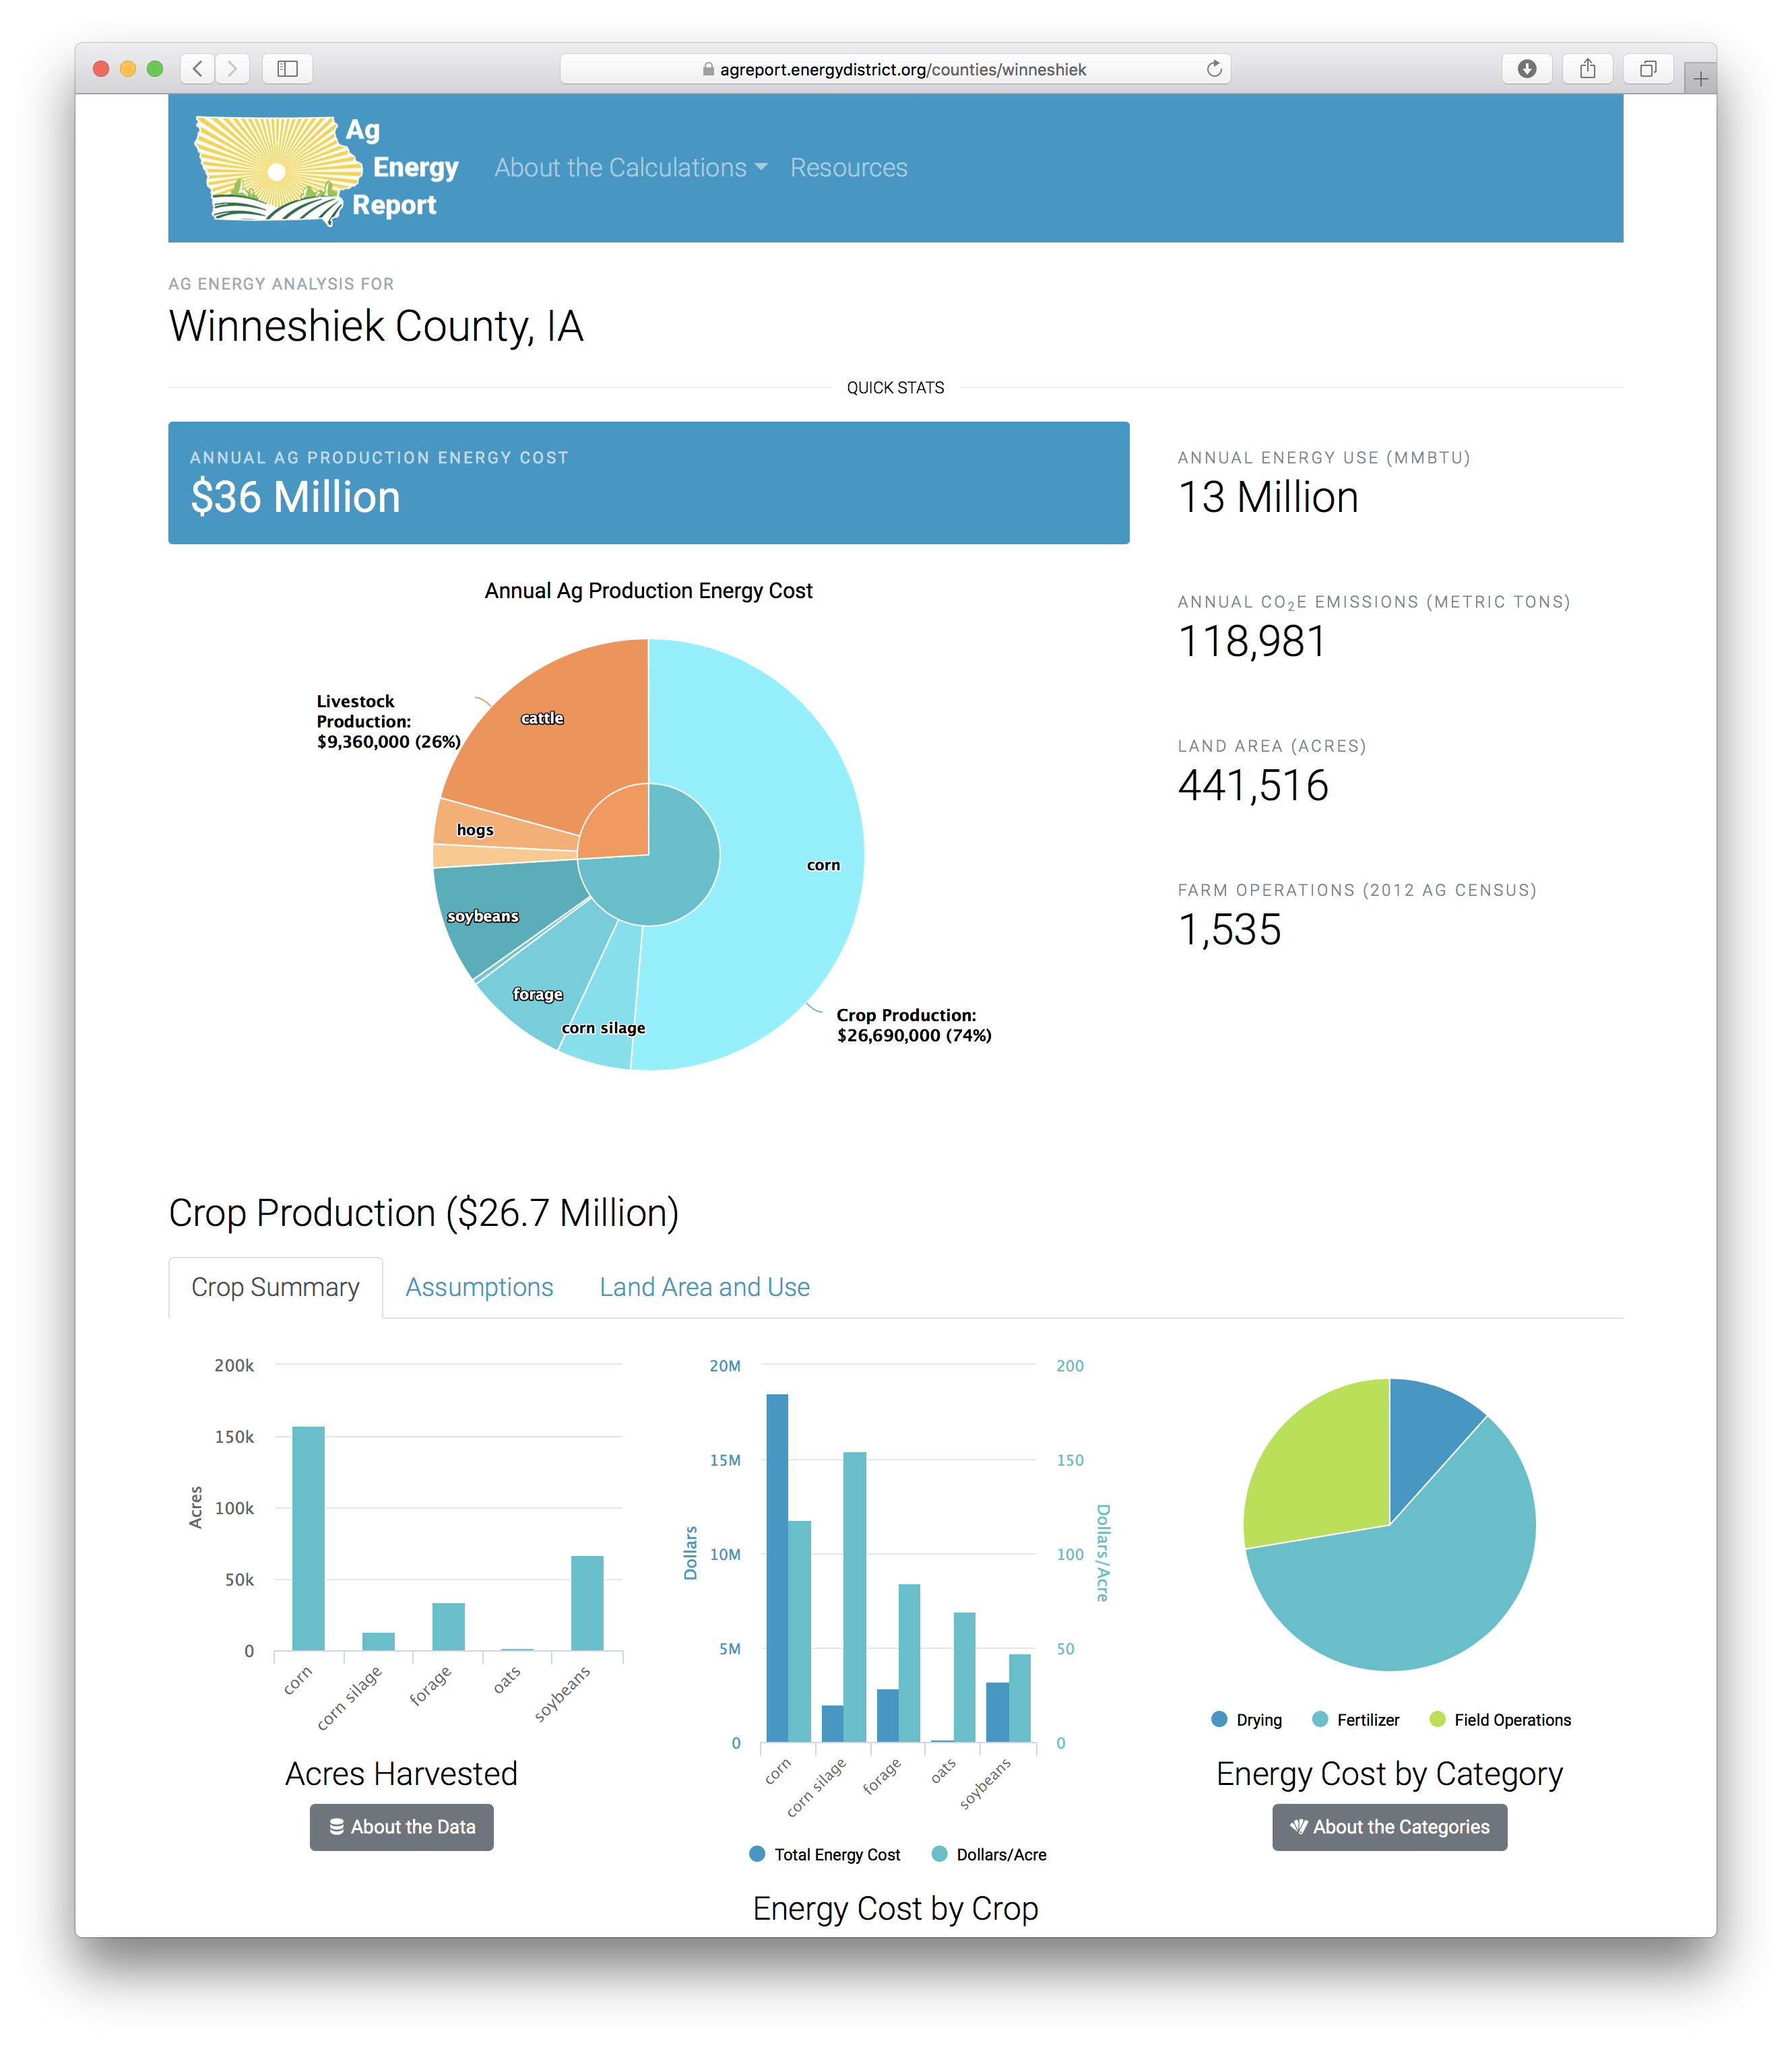 agreport.energydistrict.org/counties/winneshiek
Ag
Energy
Report
About the Calculations
Resources
AG ENERGY ANALYSIS FOR
Winneshiek County, IA
QUICK STATS
ANNUAL AG PRODUCTION ENERGY COST
$36 Million
ANNUAL ENERGY USE (MMBTU)
13 Million
ANNUAL CO₂E EMISSIONS (METRIC TONS)
118,981
LAND AREA (ACRES)
441,516
FARM OPERATIONS (2012 AG CENSUS)
1,535
Annual Ag Production Energy Cost
Livestock
Production:
$9,360,000 (26%)
cattle
hogs
corn
soybeans
forage
corn silage
Crop Production:
$26,690,000 (74%)
Crop Production ($26.7 Million)
Crop Summary
Assumptions
Land Area and Use
Acres
200k
150k
100k
50k
0
corn
corn silage
forage
oats
soybeans
Acres Harvested
About the Data
Dollars
20M
15M
10M
5M
0
Dollars/Acre
200
150
100
50
0
corn
corn silage
forage
oats
soybeans
Total Energy Cost
Dollars/Acre
Energy Cost by Crop
Drying
Fertilizer
Field Operations
Energy Cost by Category
About the Categories